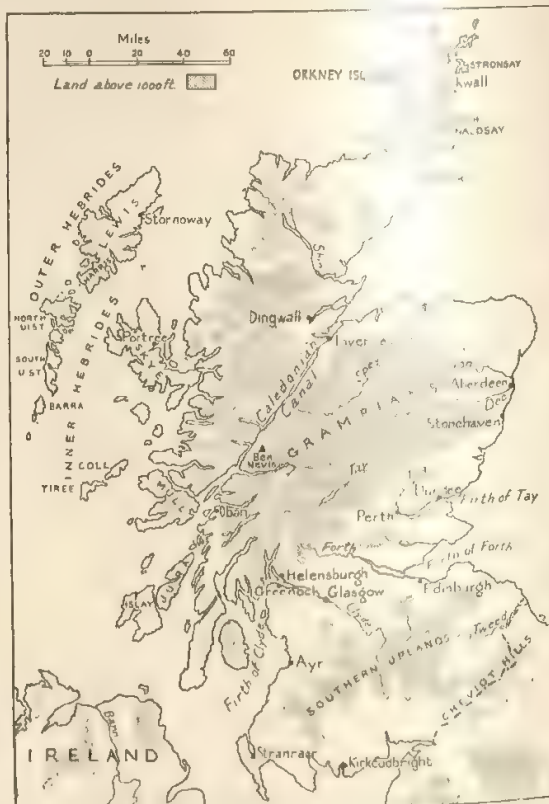 Miles
20 10 0 20 40 60
Land above 1000ft.
ORKNEY
STRONSAY
OUTER HEBRIDES
LEWIS
Stornoway
HARRIS
NORTH UIST
SOUTH UIST
BARRA
INNER HEBRIDES
Portree
SKYE
COLL
TIREE
MULL
Shin
Dingwall
Caledonian Canal
Spey
GRAMPIANS
Aberdeen
Dee
Stonehaven
Ben Nevis
Oban
Tay
Dundee
Firth of Tay
Perth
Forth
Firth of Forth
Helensburgh
Greenock
Glasgow
Edinburgh
JURA
ISLAY
Clyde
Tweed
Firth of Clyde
Ayr
SOUTHERN UPLANDS
CHEVIOT HILLS
Stranraer
Kirkcudbright
Bann
IRELAND